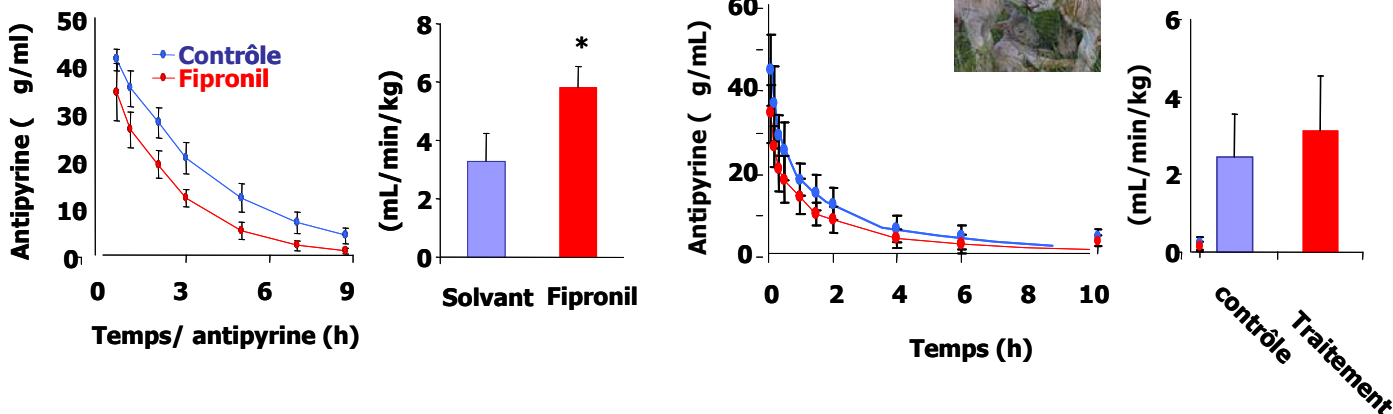 50
40
30
20
10
0
Antipyrine ( g/ml)
Contrôle
Fipronil
0 3 6 9
Temps/ antipyrine (h)
8
6
4
2
0
(mL/min/kg)
*
Solvant Fipronil
60
40
20
0
Antipyrine ( g/mL)
0 2 4 6 8 10
Temps (h)
6
4
2
0
(mL/min/kg)
contrôle
Traitement